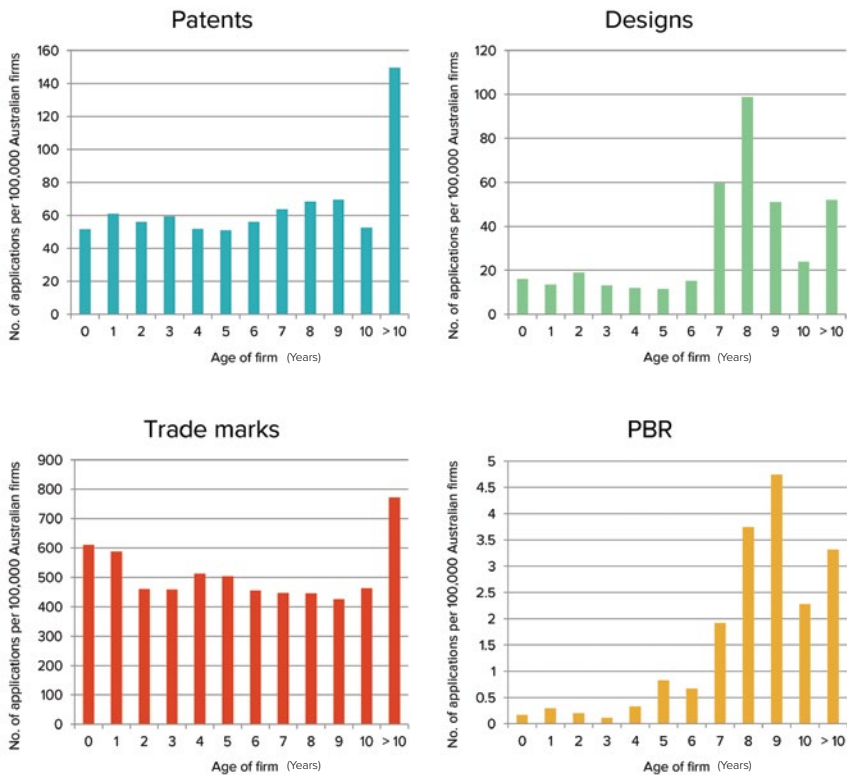 Patents
No. of applications per 100,000 Australian firms
160
140
120
100
80
60
40
20
0
0 1 2 3 4 5 6 7 8 9 10 >10
Age of firm (Years)
Designs
No. of applications per 100,000 Australian firms
120
100
80
60
40
20
0
0 1 2 3 4 5 6 7 8 9 10 >10
Age of firm (Years)
Trade marks
No. of applications per 100,000 Australian firms
900
800
700
600
500
400
300
200
100
0
0 1 2 3 4 5 6 7 8 9 10 >10
Age of firm (Years)
PBR
No. of applications per 100,000 Australian firms
5
4.5
4
3.5
3
2.5
2
1.5
1
0.5
0
0 1 2 3 4 5 6 7 8 9 10 >10
Age of firm (Years)